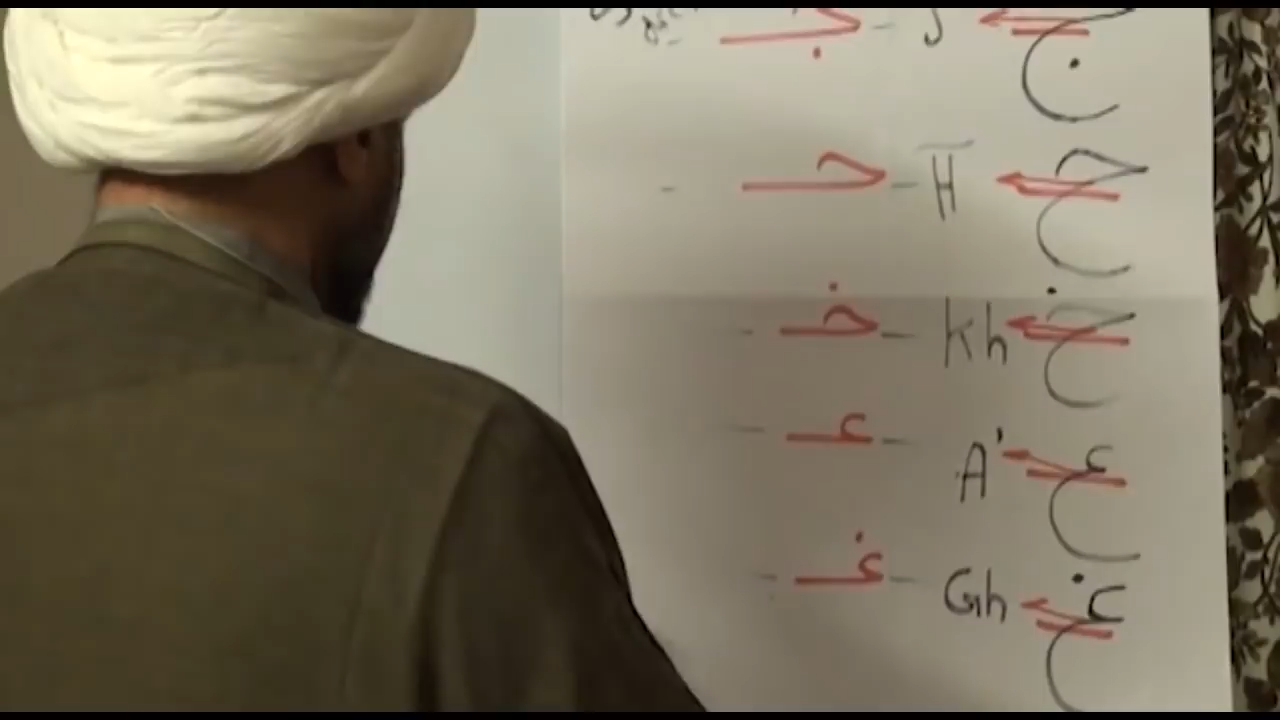 ج J جـ
ح H حـ
خ kh خـ
ع A' عـ
غ Gh غـ